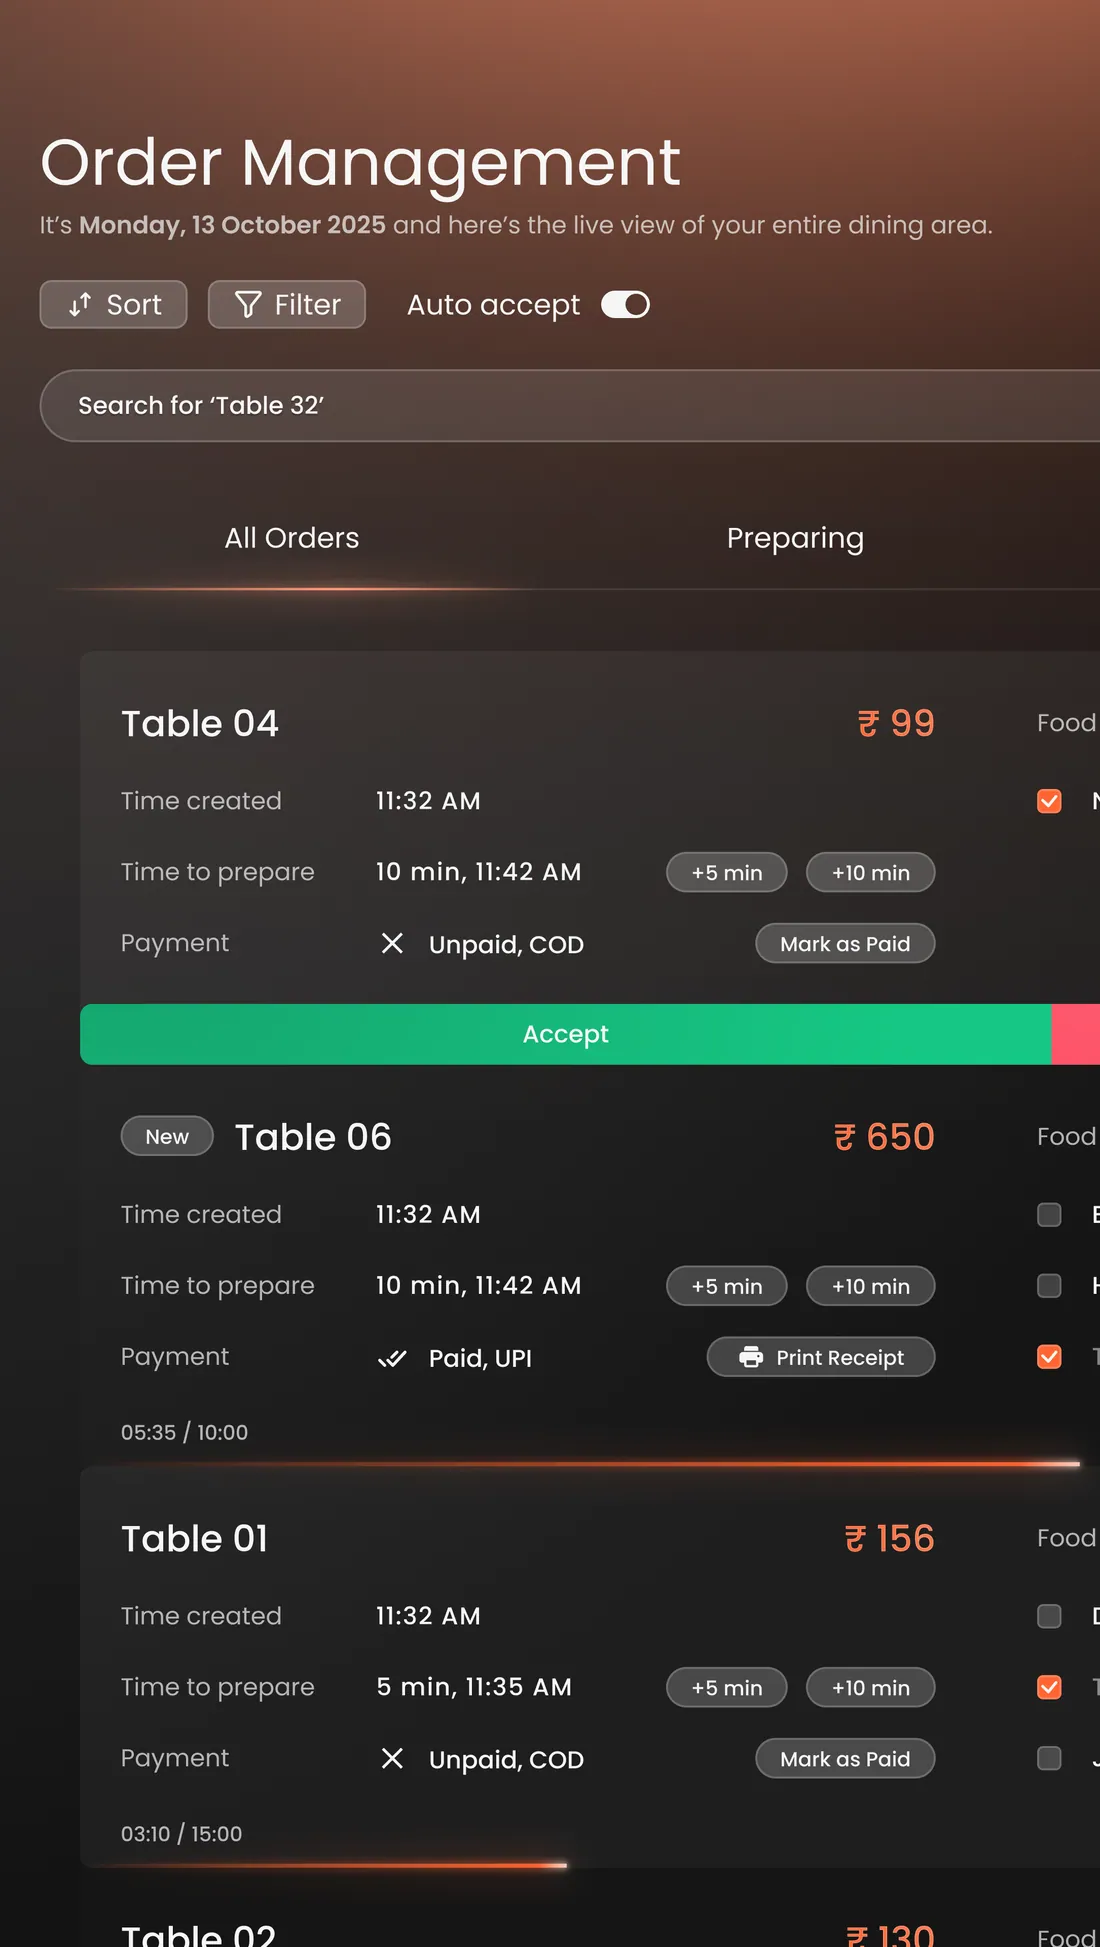 Order Management
It’s Monday, 13 October 2025 and here’s the live view of your entire dining area.
Sort Filter Auto accept
Search for ‘Table 32’
All Orders Preparing
Table 04 ₹ 99 Food
Time created 11:32 AM
Time to prepare 10 min, 11:42 AM +5 min +10 min
Payment Unpaid, COD Mark as Paid
Accept
New Table 06 ₹ 650 Food
Time created 11:32 AM
Time to prepare 10 min, 11:42 AM +5 min +10 min
Payment Paid, UPI Print Receipt
05:35 / 10:00
Table 01 ₹ 156 Food
Time created 11:32 AM
Time to prepare 5 min, 11:35 AM +5 min +10 min
Payment Unpaid, COD Mark as Paid
03:10 / 15:00
Table 02 ₹ 130 Food